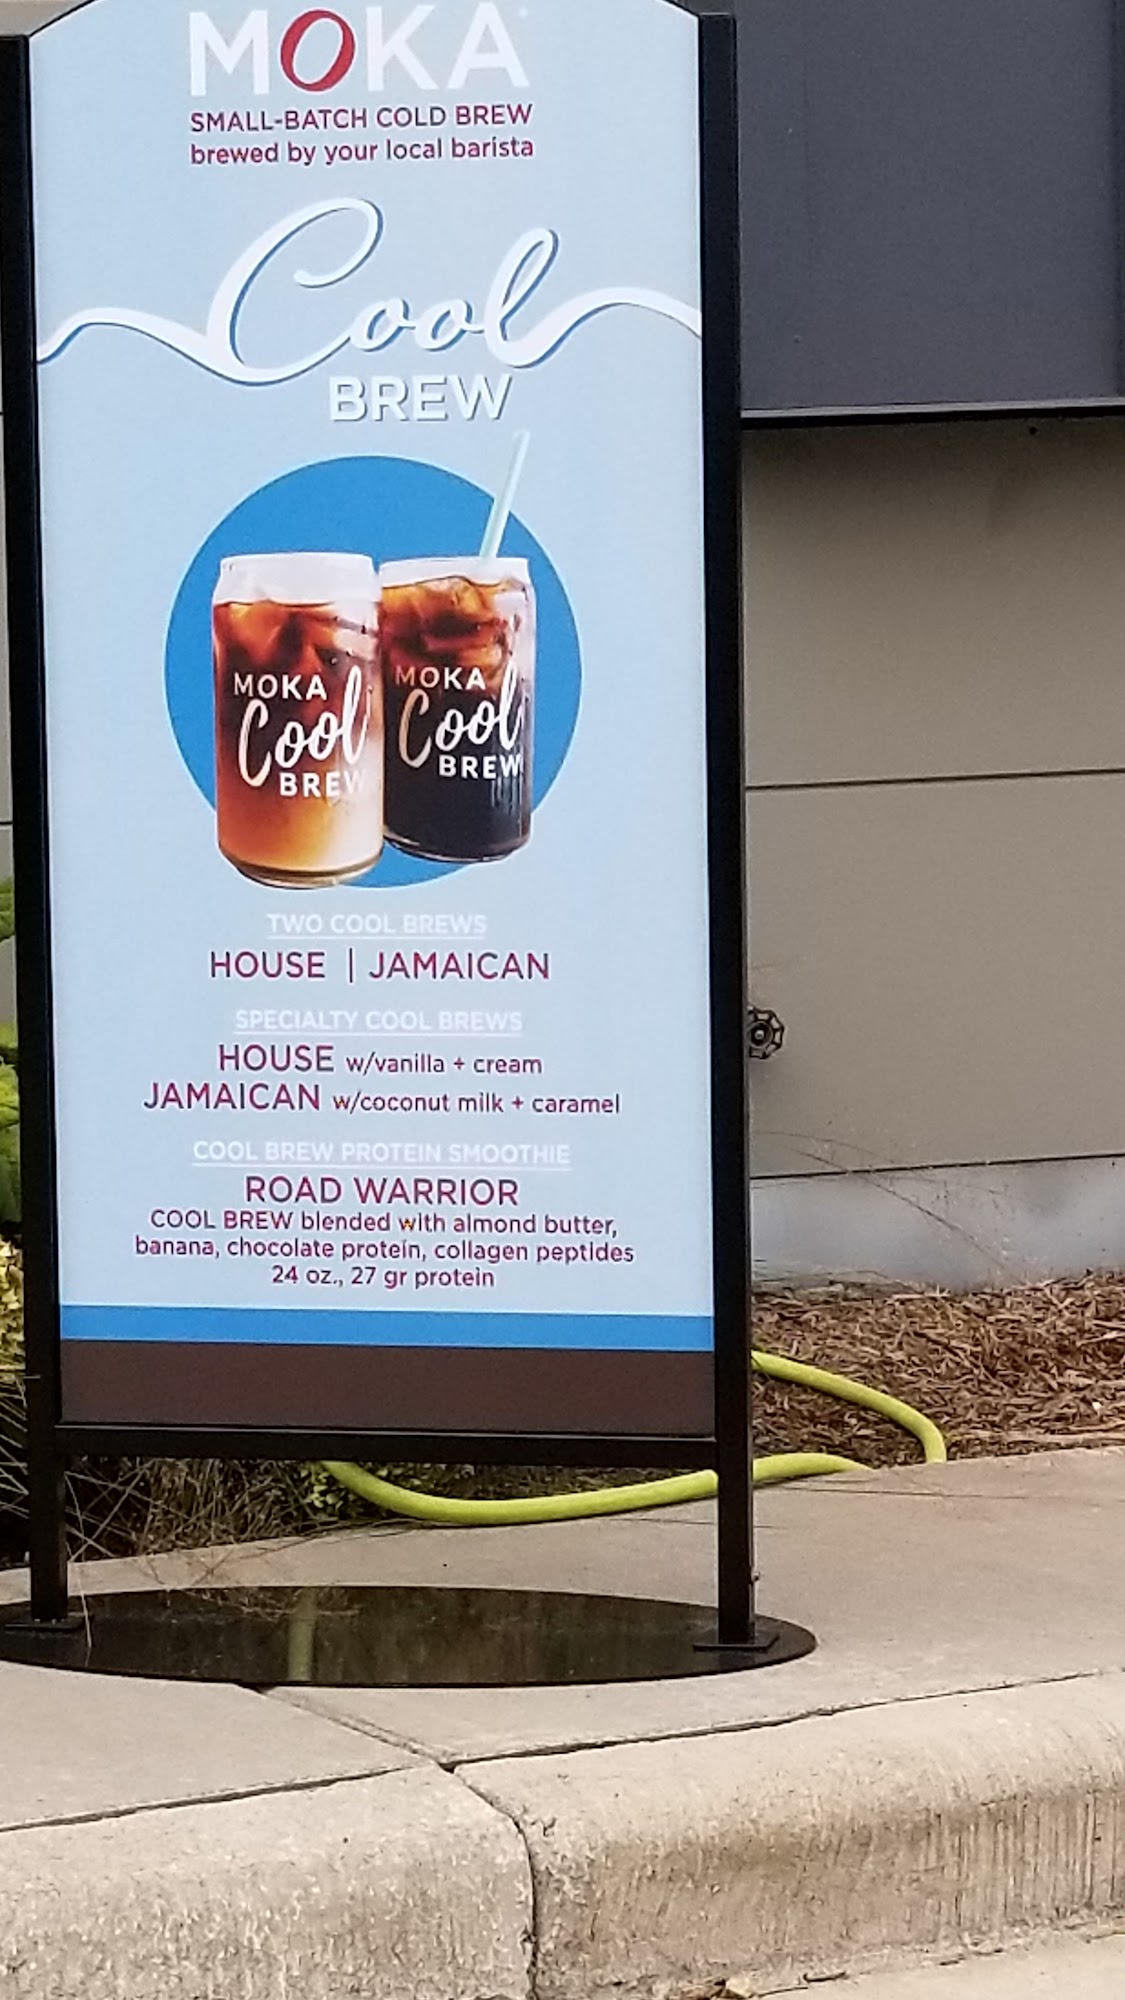 MOKA
SMALL-BATCH COLD BREW
brewed by your local barista
Cool
BREW
MOKA
Cool
BREW
MOKA
Cool
BREW
TWO COOL BREWS
HOUSE | JAMAICAN
SPECIALTY COOL BREWS
HOUSE w/vanilla + cream
JAMAICAN w/coconut milk + caramel
COOL BREW PROTEIN SMOOTHIE
ROAD WARRIOR
COOL BREW blended with almond butter,
banana, chocolate protein, collagen peptides
24 oz., 27 gr protein